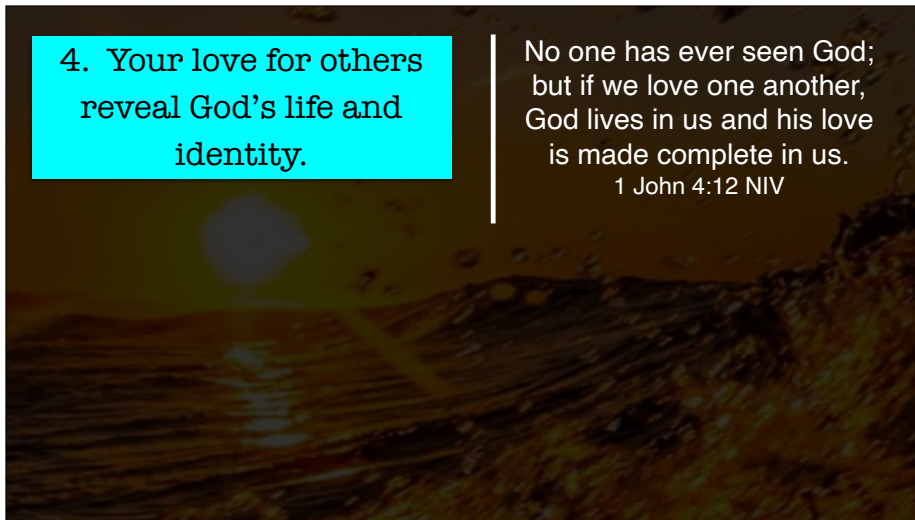 4.  Your love for others
reveal God's life and
identity.
No one has ever seen God;
but if we love one another,
God lives in us and his love
is made complete in us.
1 John 4:12 NIV